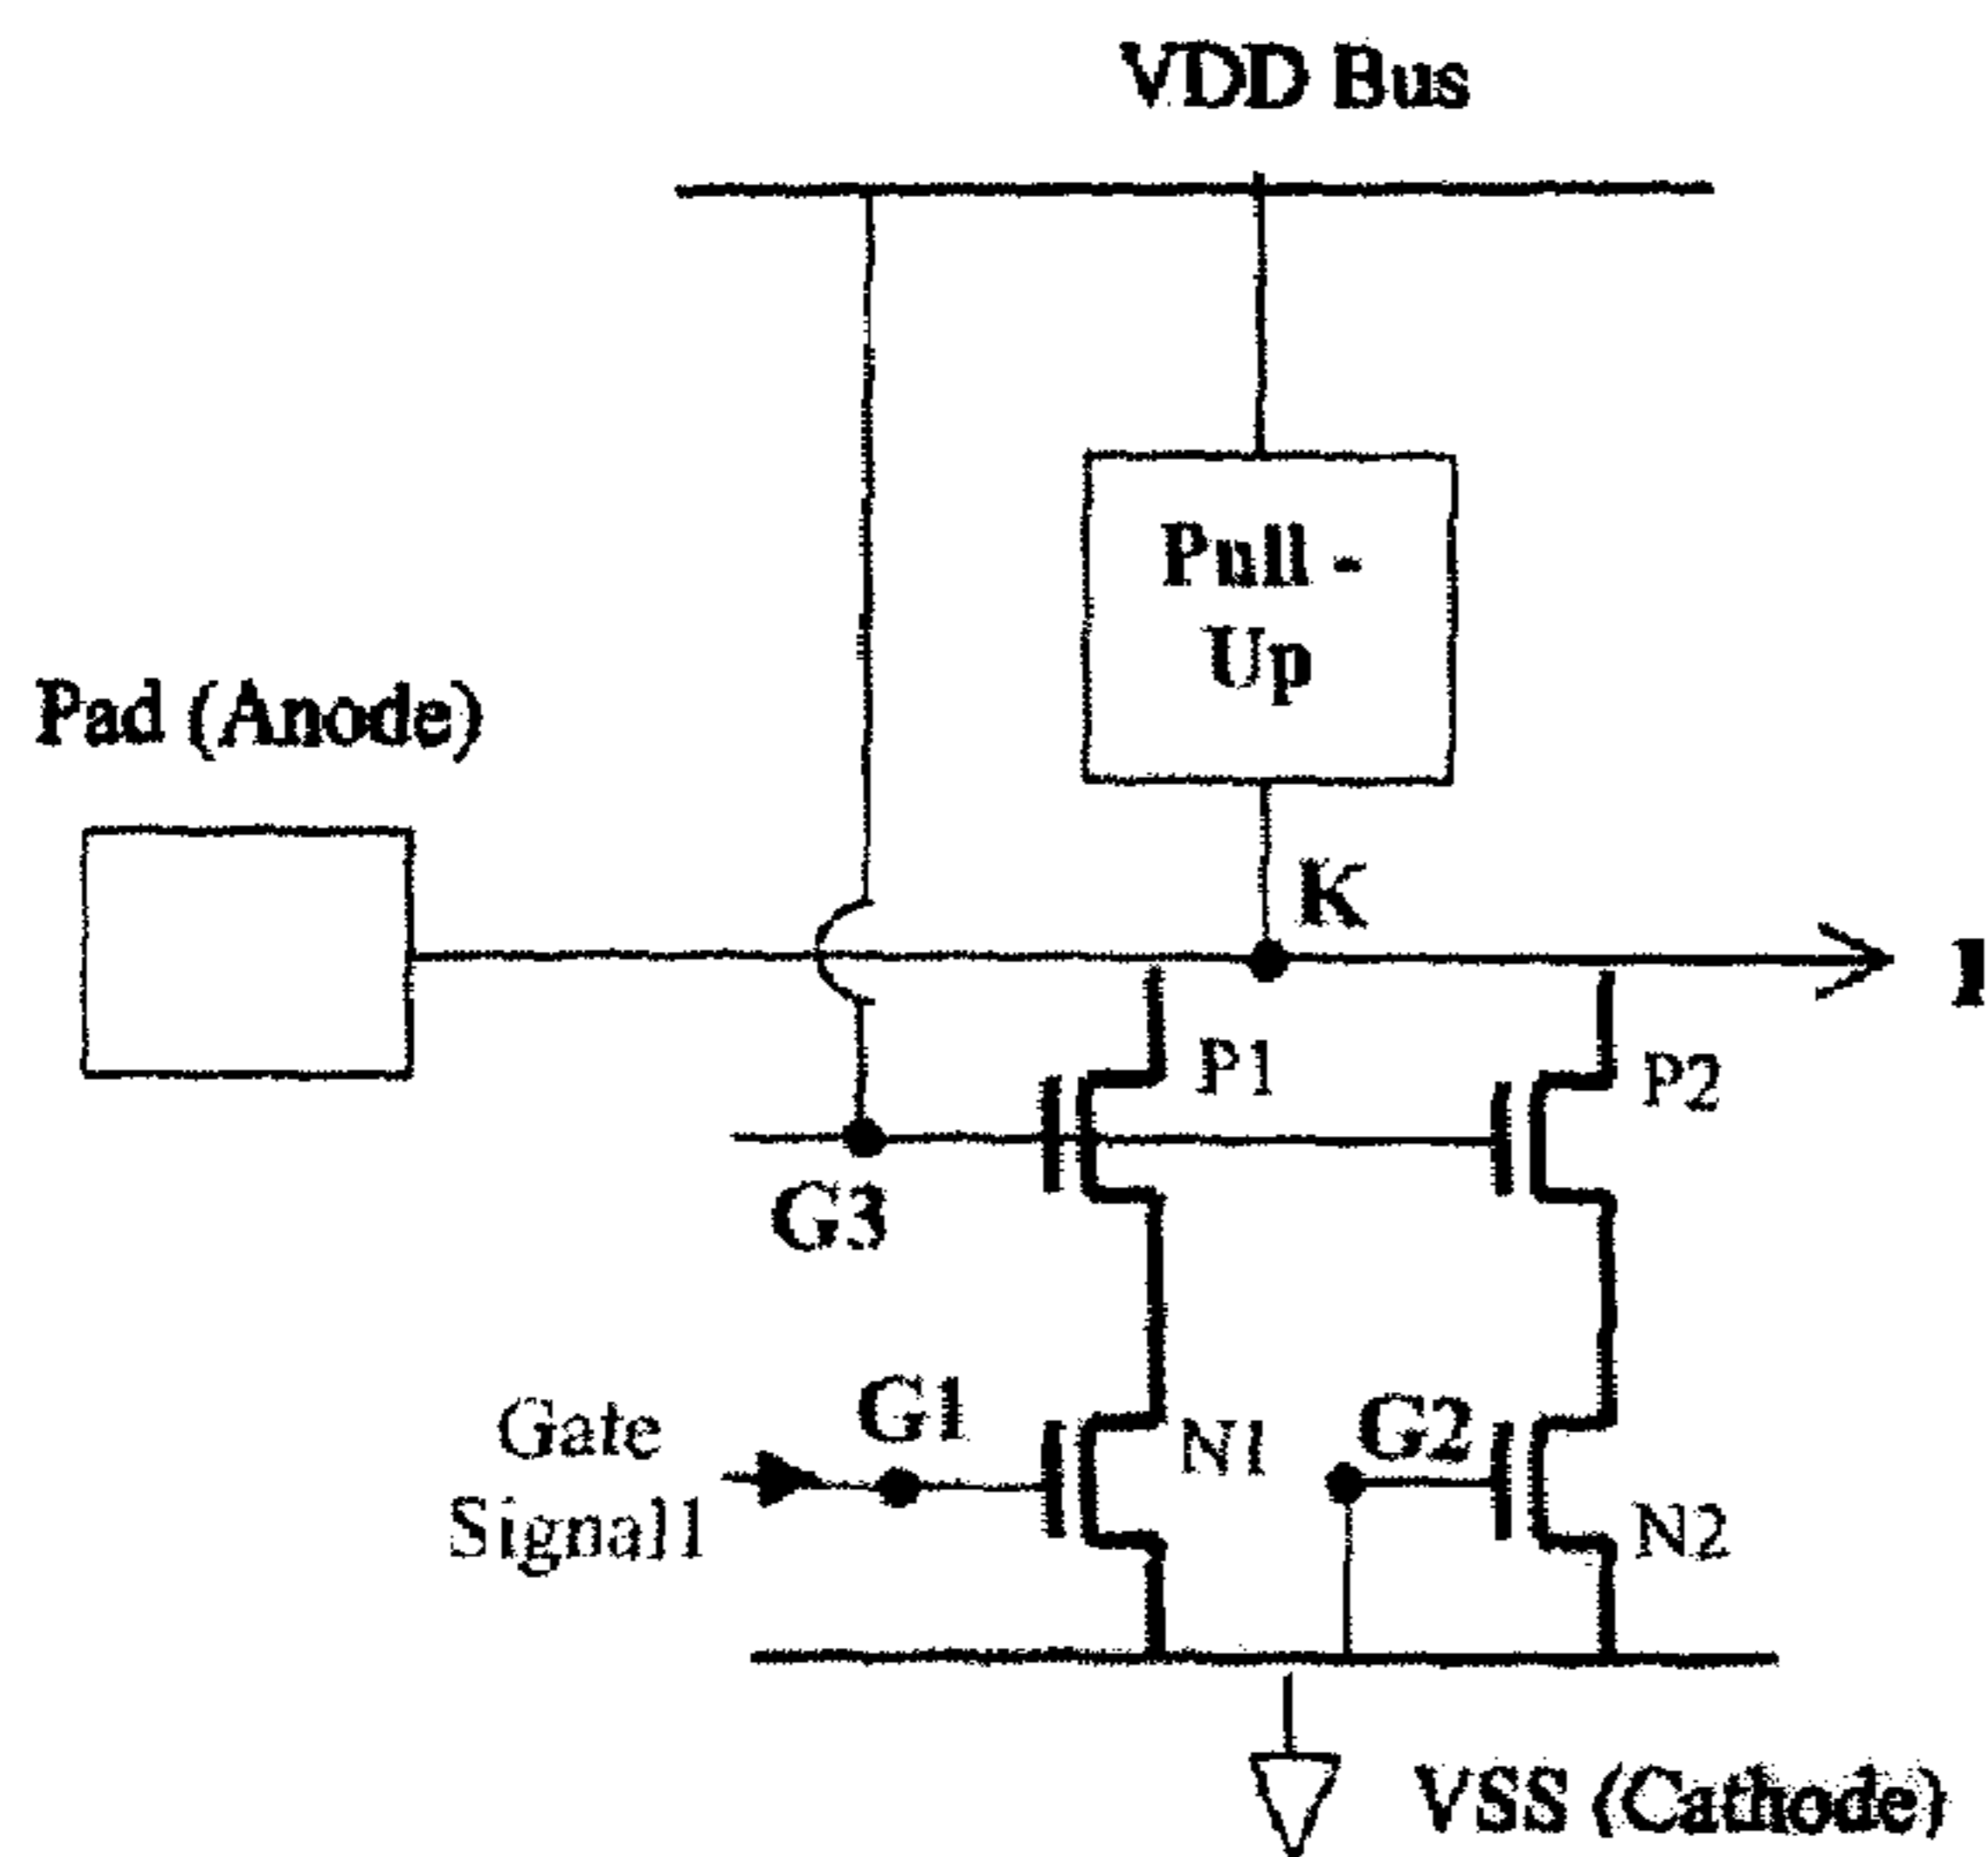 VDD Bus
Pull -
Up
Pad (Anode)
K
P1
P2
G3
G1
Gate
Signal1
N1
G2
N2
VSS (Cathode)